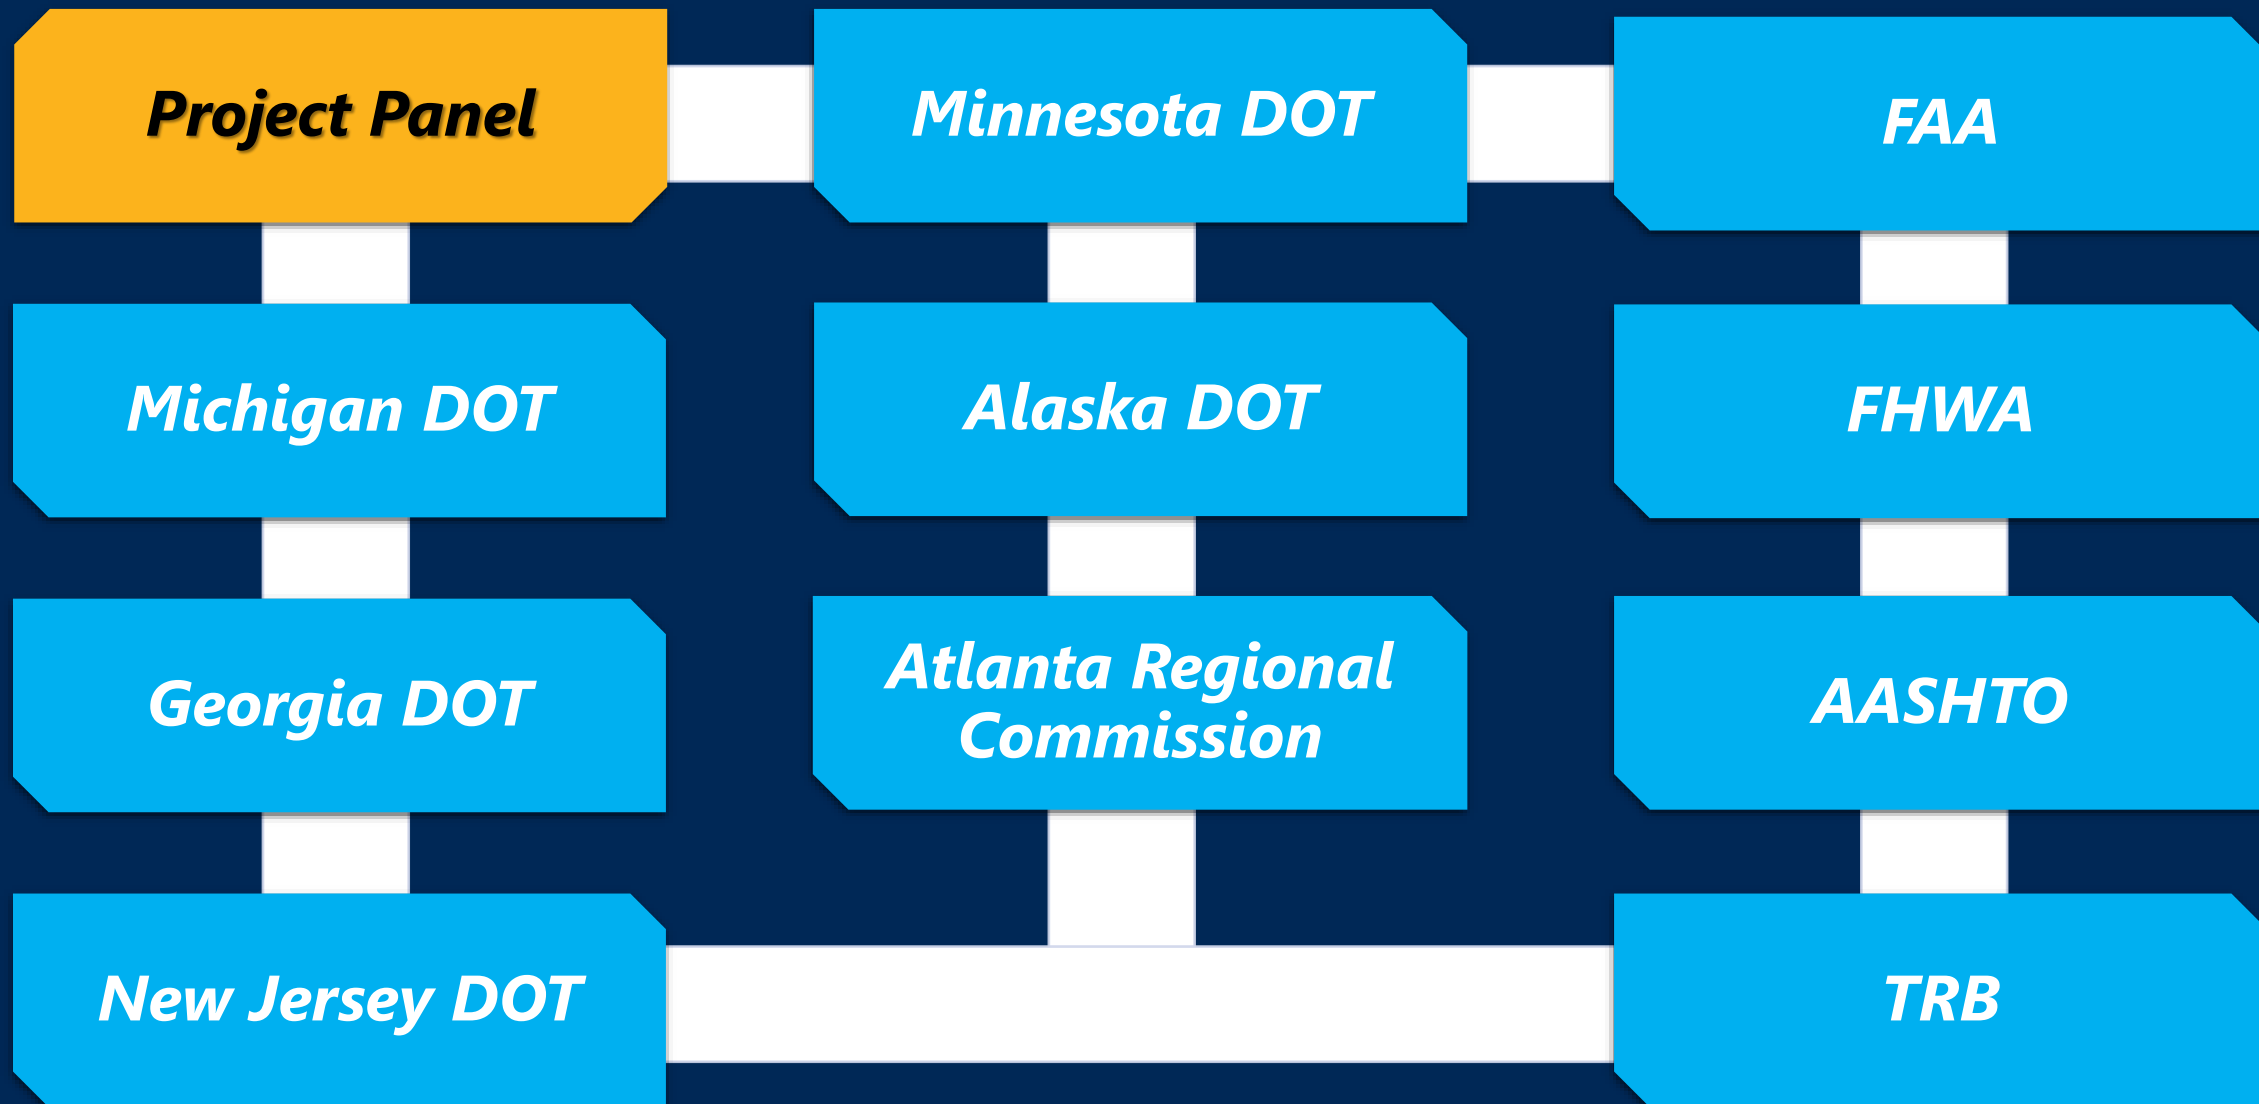 Project Panel
Minnesota DOT
FAA
Michigan DOT
Alaska DOT
FHWA
Georgia DOT
Atlanta Regional
Commission
AASHTO
New Jersey DOT
TRB